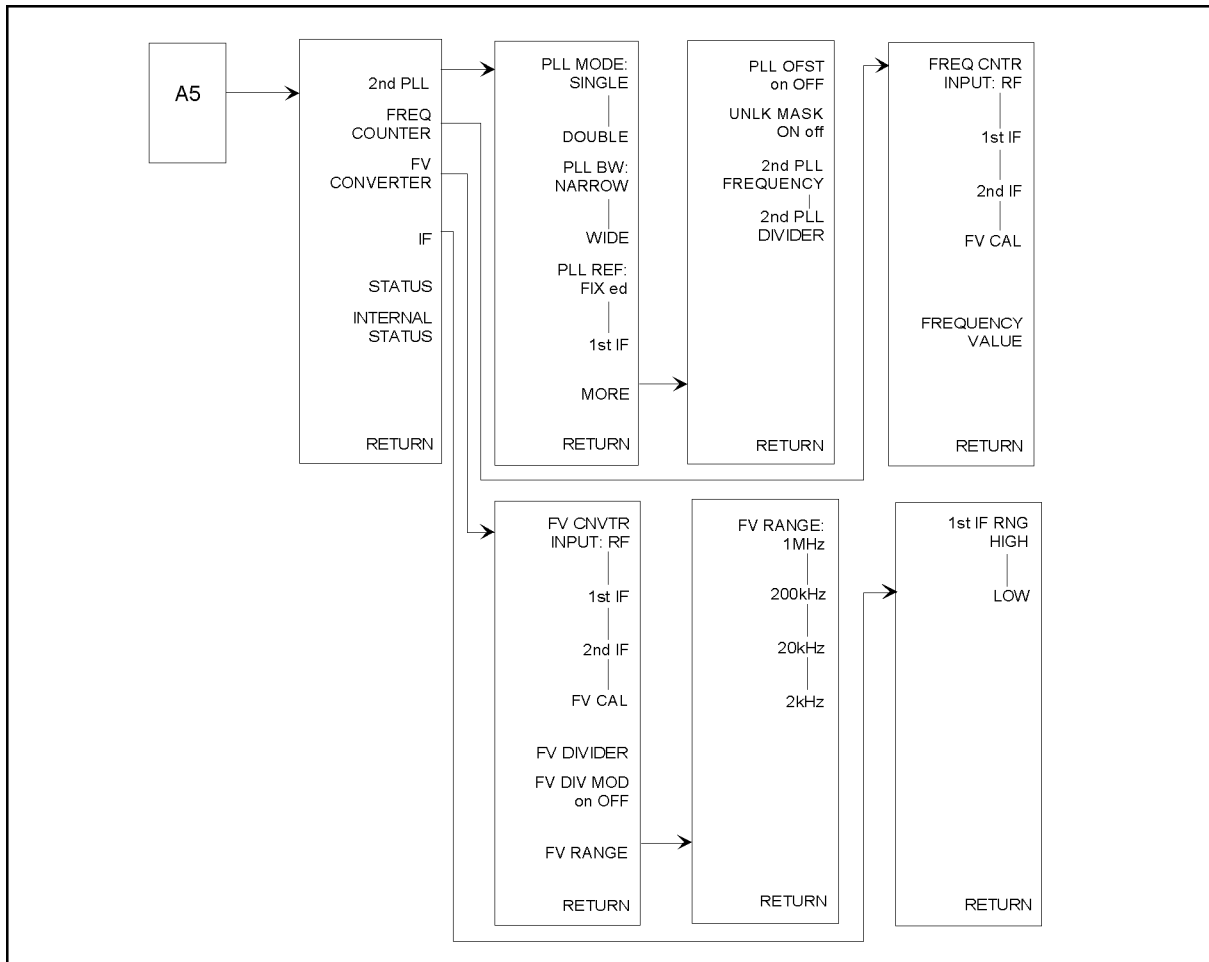 A5
2nd PLL
FREQ
COUNTER
FV
CONVERTER
IF
STATUS
INTERNAL
STATUS
RETURN
PLL MODE:
SINGLE
DOUBLE
PLL BW:
NARROW
WIDE
PLL REF:
FIX ed
1st IF
MORE
RETURN
PLL OFST
on OFF
UNLK MASK
ON off
2nd PLL
FREQUENCY
2nd PLL
DIVIDER
RETURN
FREQ CNTR
INPUT: RF
1st IF
2nd IF
FV CAL
FREQUENCY
VALUE
RETURN
FV CNVTR
INPUT: RF
1st IF
2nd IF
FV CAL
FV DIVIDER
FV DIV MOD
on OFF
FV RANGE
RETURN
FV RANGE:
1MHz
200kHz
20kHz
2kHz
RETURN
1st IF RNG
HIGH
LOW
RETURN